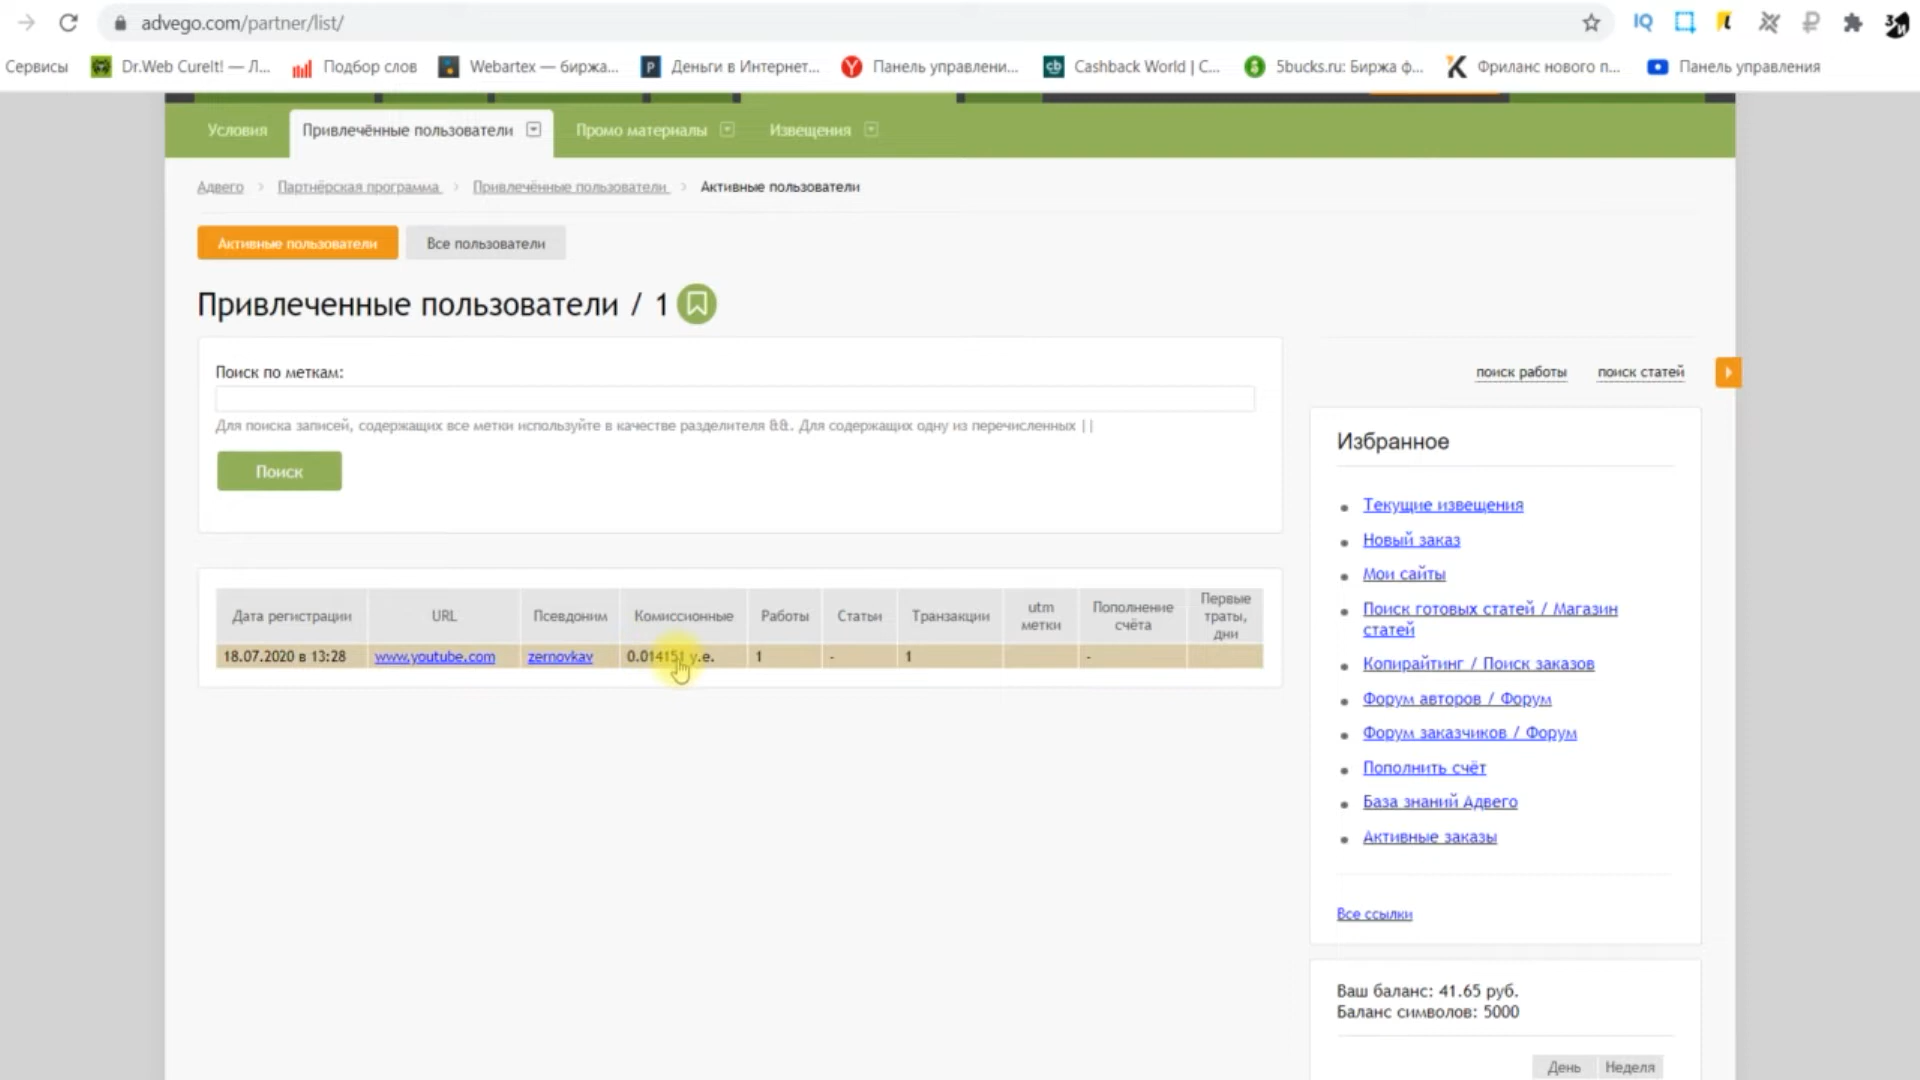 advego.com/partner/list/
IQ
Сервисы
Dr.Web CureIt! — Л...
Подбор слов
Webartex — биржа...
P
Деньги в Интернет...
Y
Панель управлени...
cb
Cashback World | C...
5bucks.ru: Биржа ф...
Фриланс нового п...
Панель управления
Условия
Привлечённые пользователи
Промо материалы
Извещения
Адвего > Партнёрская программа > Привлечённые пользователи > Активные пользователи
Активные пользователи
Все пользователи
Привлеченные пользователи / 1
Поиск по меткам:
Для поиска записей, содержащих все метки используйте в качестве разделителя &&. Для содержащих одну из перечисленных ||
Поиск
Дата регистрации
URL
Псевдоним
Комиссионные
Работы
Статьи
Транзакции
utm
метки
Пополнение
счёта
Первые
траты,
дни
18.07.2020 в 13:28
www.youtube.com
zernovkav
0.014151 у.е.
1
-
1
-
поиск работы
поиск статей
Избранное
Текущие извещения
Новый заказ
Мои сайты
Поиск готовых статей / Магазин
статей
Копирайтинг / Поиск заказов
Форум авторов / Форум
Форум заказчиков / Форум
Пополнить счёт
База знаний Адвего
Активные заказы
Все ссылки
Ваш баланс: 41.65 руб.
Баланс символов: 5000
День
Неделя